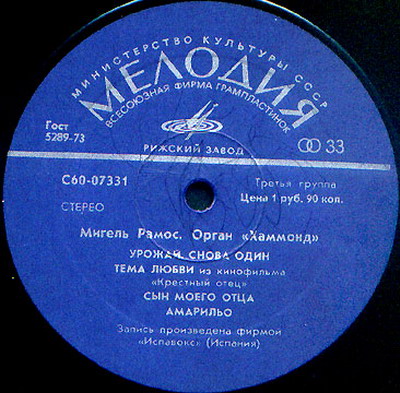 МИНИСТЕРСТВО КУЛЬТУРЫ СССР
МЕЛОДИЯ
ВСЕСОЮЗНАЯ ФИРМА ГРАМПЛАСТИНОК
Гост
5289-73
33
РИЖСКИЙ ЗАВОД
С60-07331
Третья группа
СТЕРЕО
Цена 1 руб. 90 коп.
Мигель Рамос. Орган «Хаммонд»
УРОЖАЙ. СНОВА ОДИН
ТЕМА ЛЮБВИ из кинофильма
«Крестный отец»
СЫН МОЕГО ОТЦА
АМАРИЛЬО
Запись произведена фирмой
«Испавокс» (Испания)